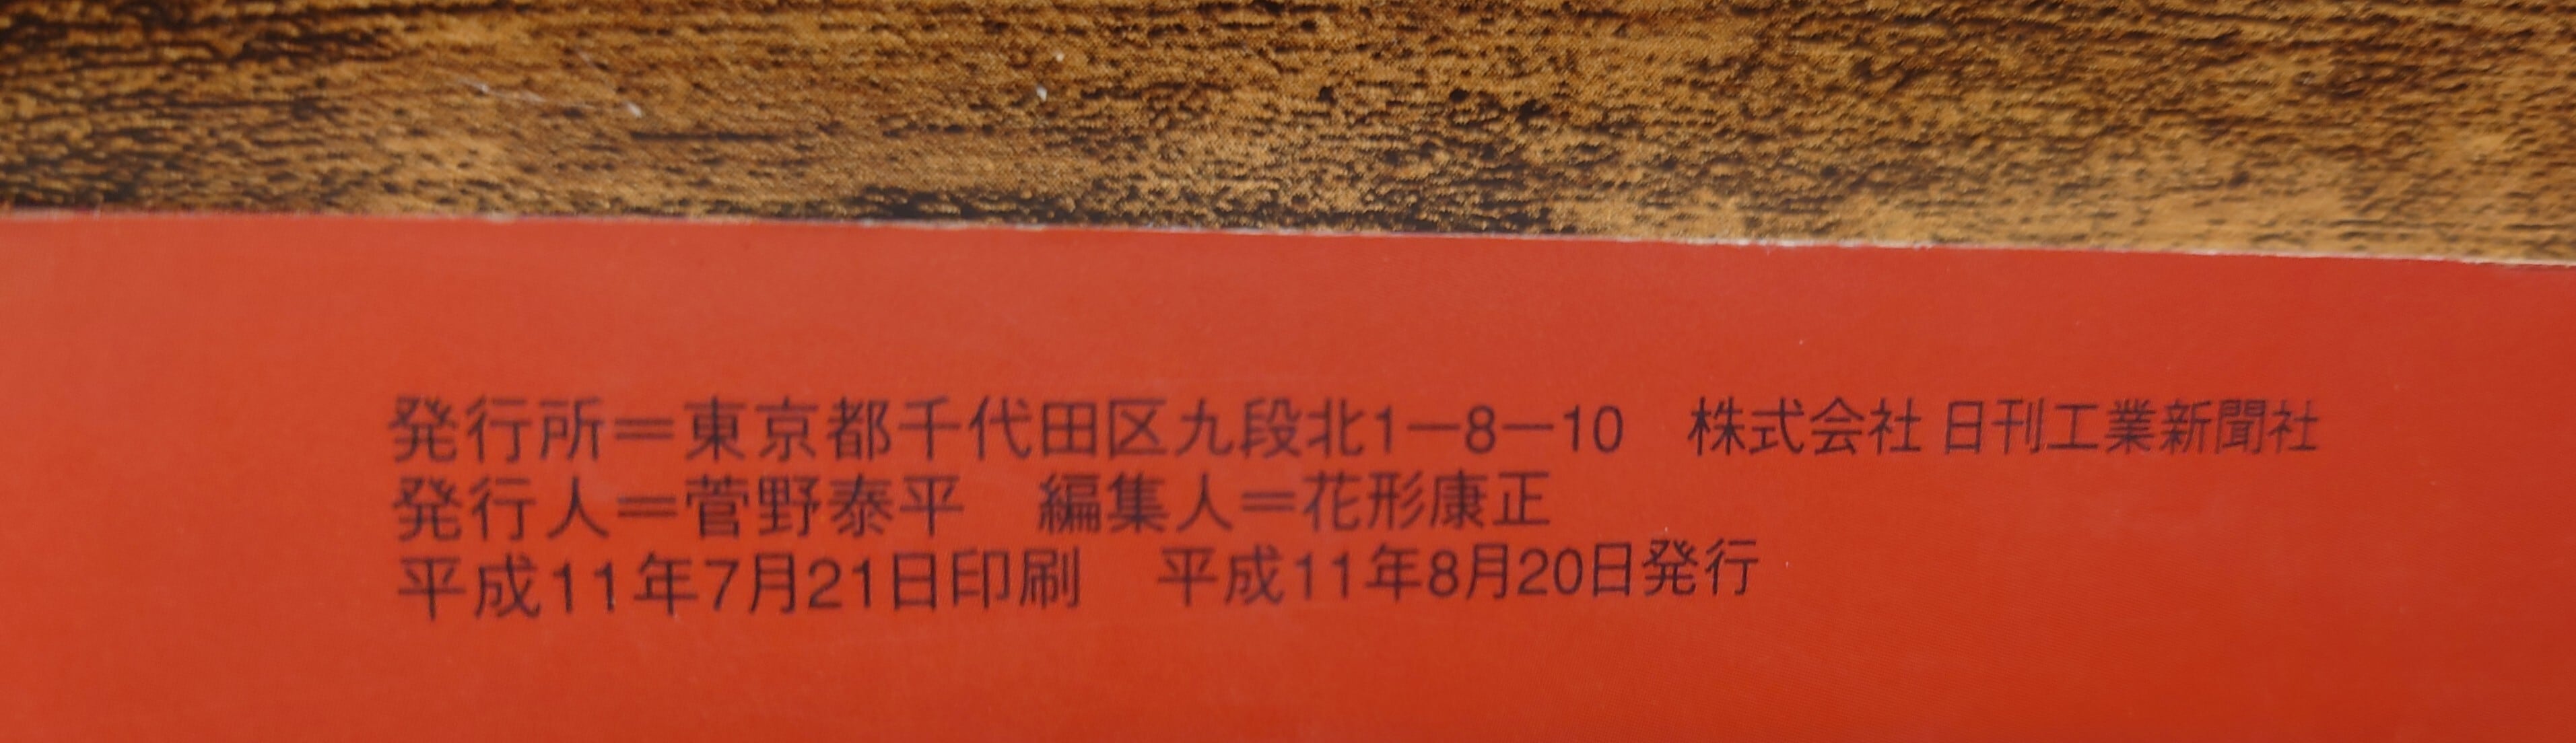 発行所＝東京都千代田区九段北1－8－10　株式会社 日刊工業新聞社
発行人＝菅野泰平　編集人＝花形康正
平成11年7月21日印刷　平成11年8月20日発行